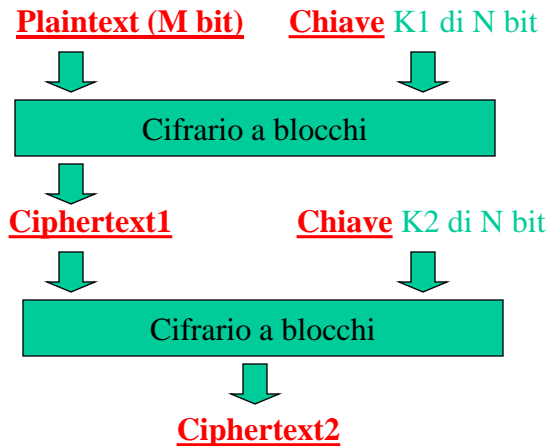 Plaintext (M bit) Chiave K1 di N bit
Cifrario a blocchi
Ciphertext1 Chiave K2 di N bit
Cifrario a blocchi
Ciphertext2